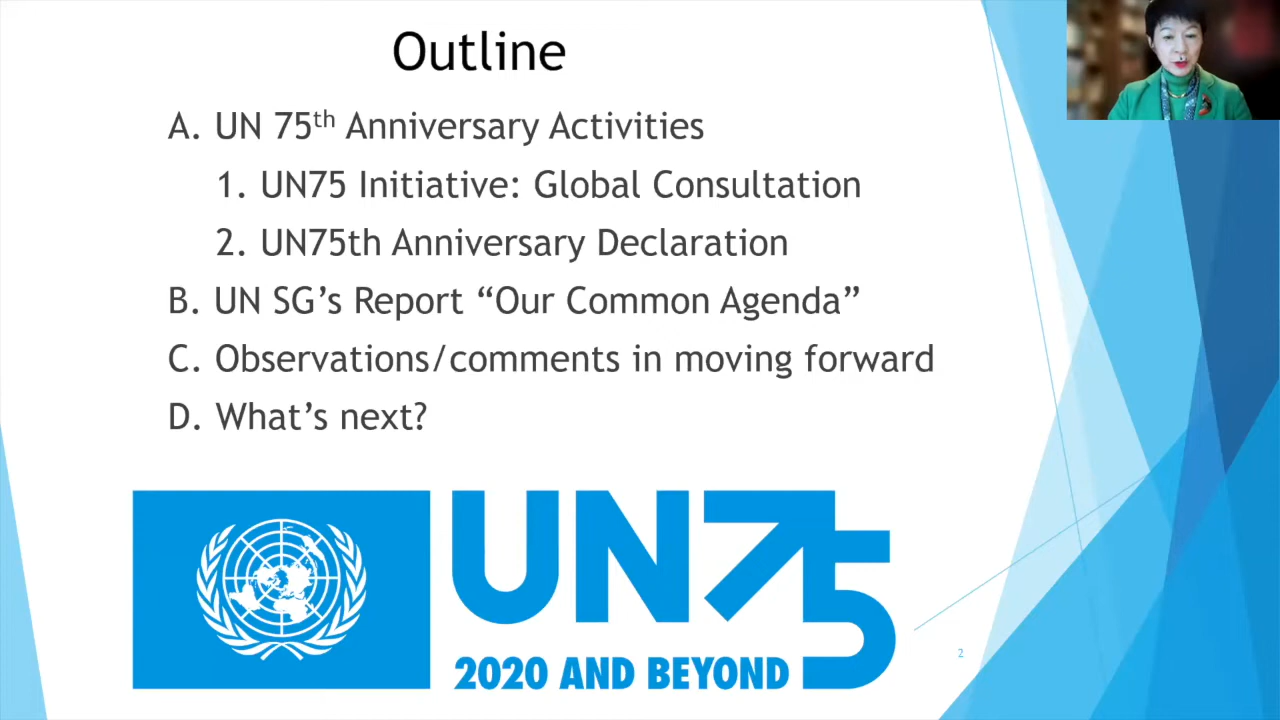 Outline
A. UN 75th Anniversary Activities
1. UN75 Initiative: Global Consultation
2. UN75th Anniversary Declaration
B. UN SG’s Report “Our Common Agenda”
C. Observations/comments in moving forward
D. What’s next?
UN75
2020 AND BEYOND
2